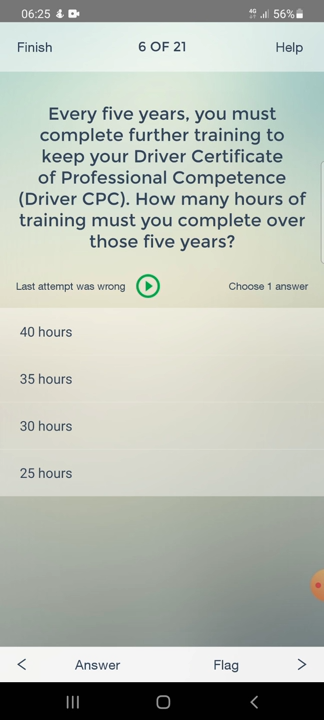 06:25 4G 56%
Finish 6 OF 21 Help
Every five years, you must
complete further training to
keep your Driver Certificate
of Professional Competence
(Driver CPC). How many hours of
training must you complete over
those five years?
Last attempt was wrong Choose 1 answer
40 hours
35 hours
30 hours
25 hours
< Answer Flag >